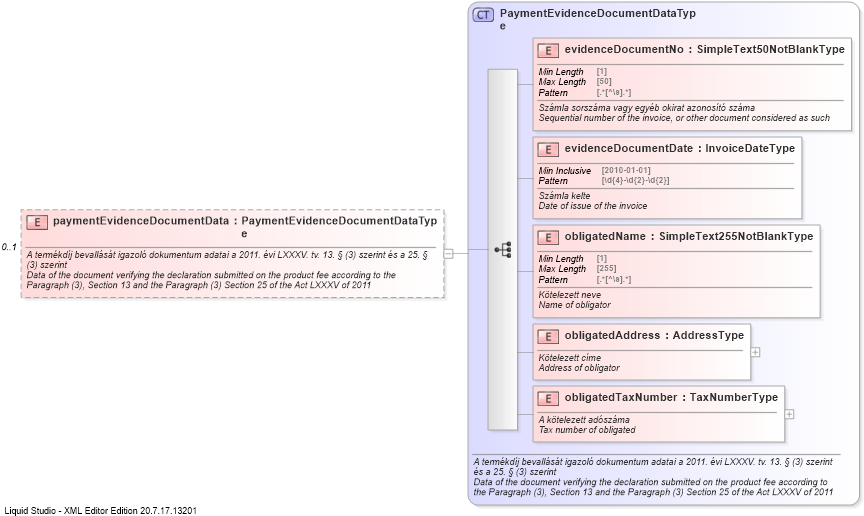 CT PaymentEvidenceDocumentDataTyp
e
E evidenceDocumentNo : SimpleText50NotBlankType
Min Length [1]
Max Length [50]
Pattern [.*[^\s].*]
Számla sorszáma vagy egyéb okirat azonosító száma
Sequential number of the invoice, or other document considered as such
E evidenceDocumentDate : InvoiceDateType
Min Inclusive [2010-01-01]
Pattern [\d{4}-\d{2}-\d{2}]
Számla kelte
Date of issue of the invoice
0..1
E paymentEvidenceDocumentData : PaymentEvidenceDocumentDataTyp
e
A termékdíj bevallását igazoló dokumentum adatai a 2011. évi LXXXV. tv. 13. § (3) szerint és a 25. §
(3) szerint
Data of the document verifying the declaration submitted on the product fee according to the
Paragraph (3), Section 13 and the Paragraph (3) Section 25 of the Act LXXXV of 2011
E obligatedName : SimpleText255NotBlankType
Min Length [1]
Max Length [255]
Pattern [.*[^\s].*]
Kötelezett neve
Name of obligator
E obligatedAddress : AddressType
Kötelezett címe
Address of obligator
E obligatedTaxNumber : TaxNumberType
A kötelezett adószáma
Tax number of obligated
A termékdíj bevallását igazoló dokumentum adatai a 2011. évi LXXXV. tv. 13. § (3) szerint
és a 25. § (3) szerint
Data of the document verifying the declaration submitted on the product fee according to
the Paragraph (3), Section 13 and the Paragraph (3) Section 25 of the Act LXXXV of 2011
Liquid Studio - XML Editor Edition 20.7.17.13201